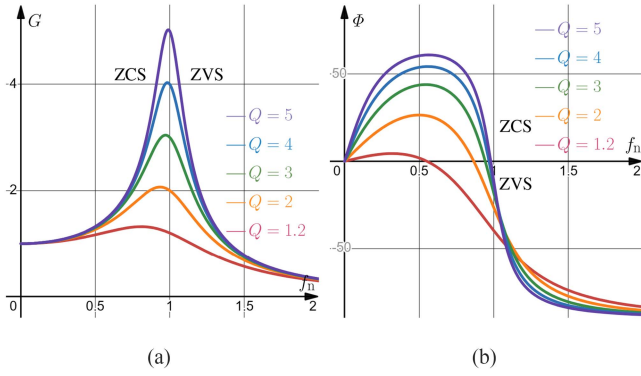 G
4
ZCS ZVS
Q = 5
Q = 4
Q = 3
Q = 2
Q = 1.2
2
0 0.5 1 1.5 2
fn
(a)
Φ
Q = 5
Q = 4
Q = 3
Q = 2
Q = 1.2
50
ZCS
fn
0 0.5 1 1.5 2
ZVS
-50
(b)